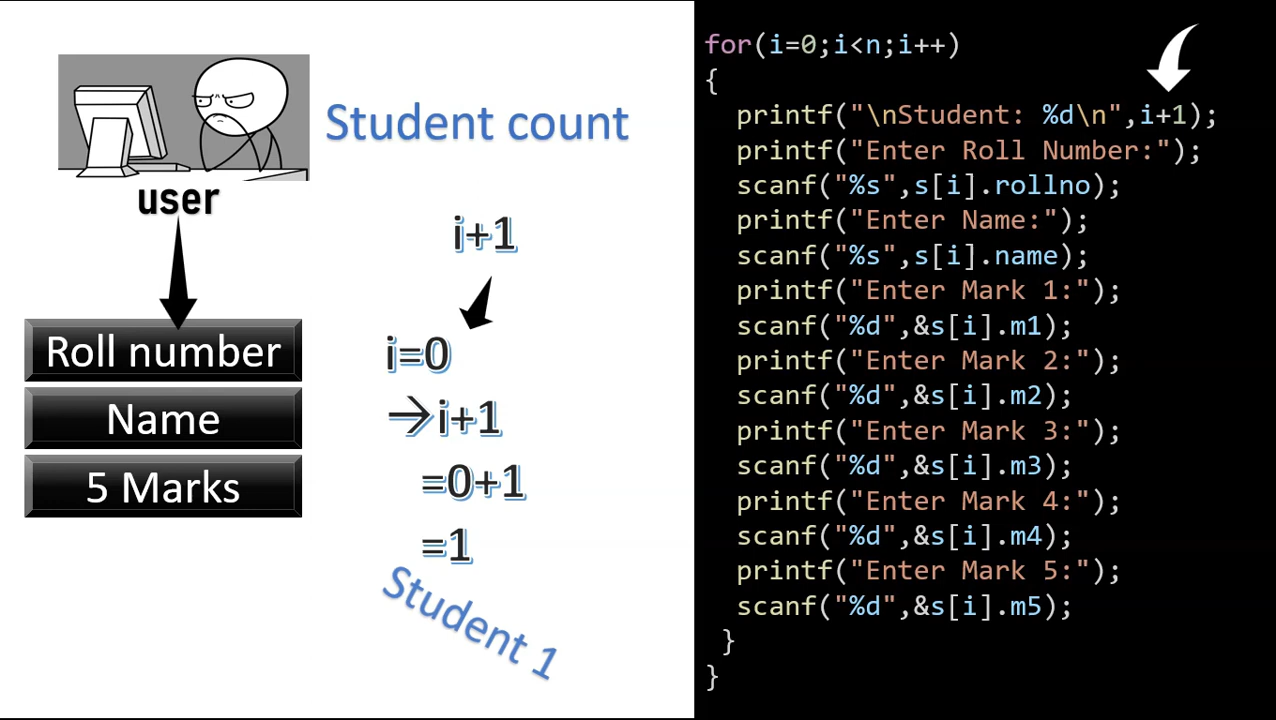 user
Roll number
Name
5 Marks
Student count
i+1
i=0
→i+1
=0+1
=1
Student 1
for(i=0;i<n;i++)
{
printf("\nStudent: %d\n",i+1);
printf("Enter Roll Number:");
scanf("%s",s[i].rollno);
printf("Enter Name:");
scanf("%s",s[i].name);
printf("Enter Mark 1:");
scanf("%d",&s[i].m1);
printf("Enter Mark 2:");
scanf("%d",&s[i].m2);
printf("Enter Mark 3:");
scanf("%d",&s[i].m3);
printf("Enter Mark 4:");
scanf("%d",&s[i].m4);
printf("Enter Mark 5:");
scanf("%d",&s[i].m5);
}
}